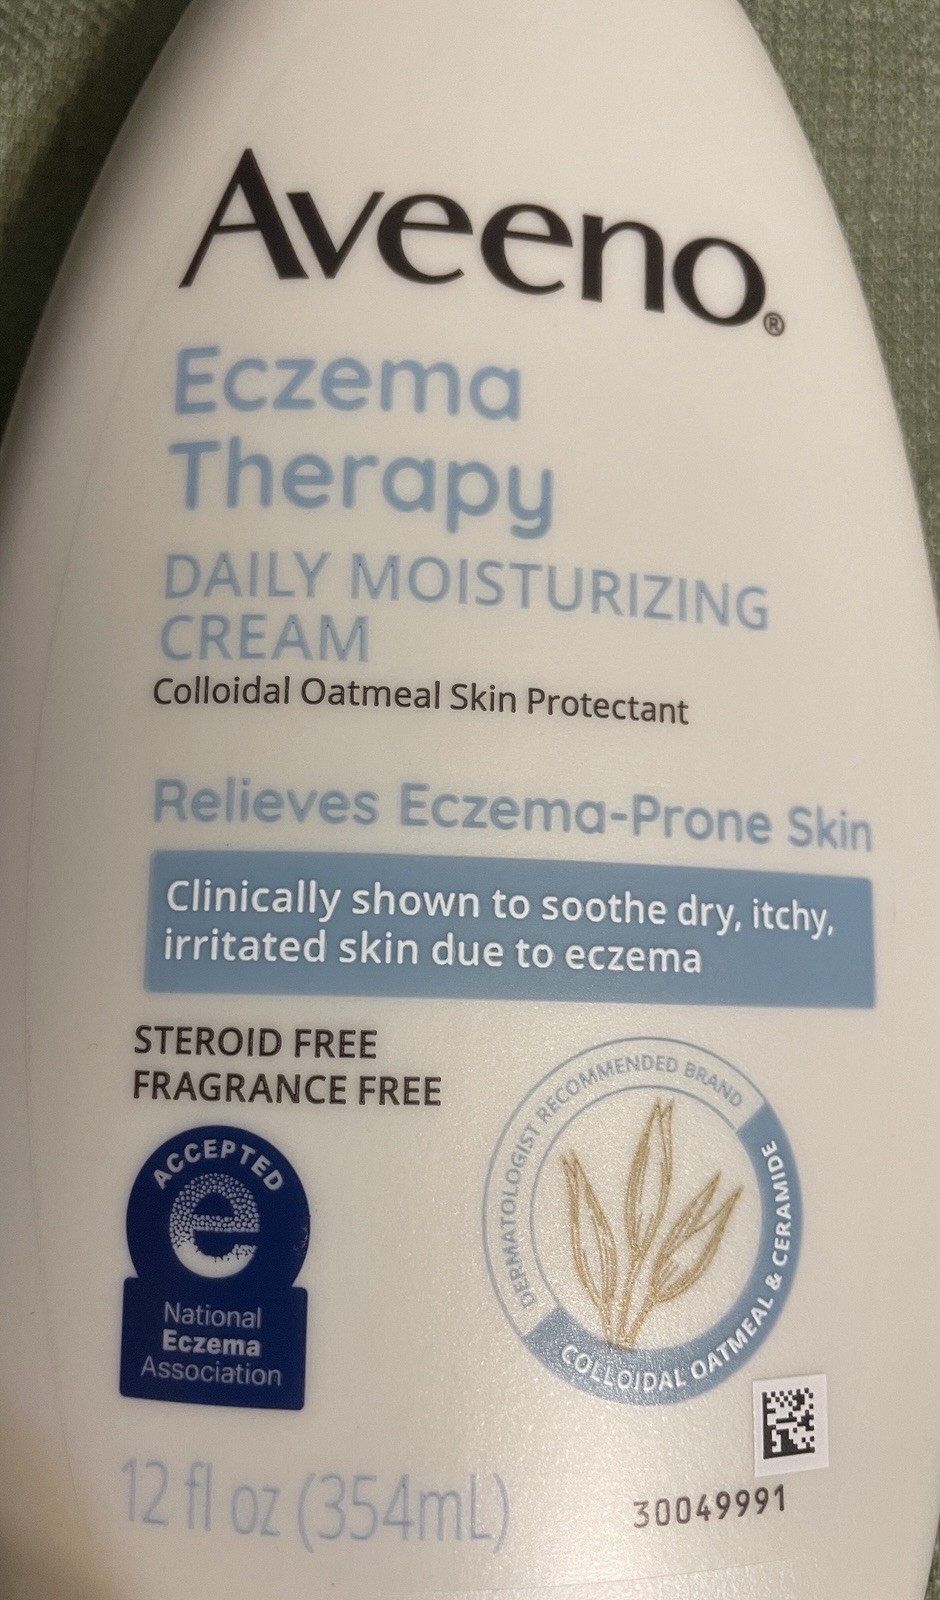 Aveeno®
Eczema
Therapy
DAILY MOISTURIZING
CREAM
Colloidal Oatmeal Skin Protectant
Relieves Eczema-Prone Skin
Clinically shown to soothe dry, itchy,
irritated skin due to eczema
STEROID FREE
FRAGRANCE FREE
ACCEPTED
e
National
Eczema
Association
DERMATOLOGIST RECOMMENDED BRAND
COLLOIDAL OATMEAL & CERAMIDE
12 fl oz (354mL)
30049991